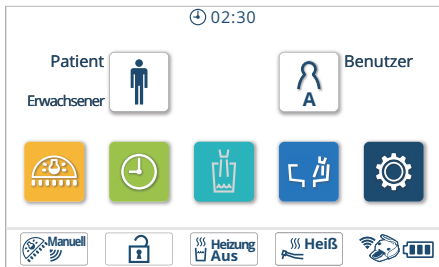 02:30
Patient
Benutzer
Erwachsener
A
Manuell
Heizung
Aus
Heiß